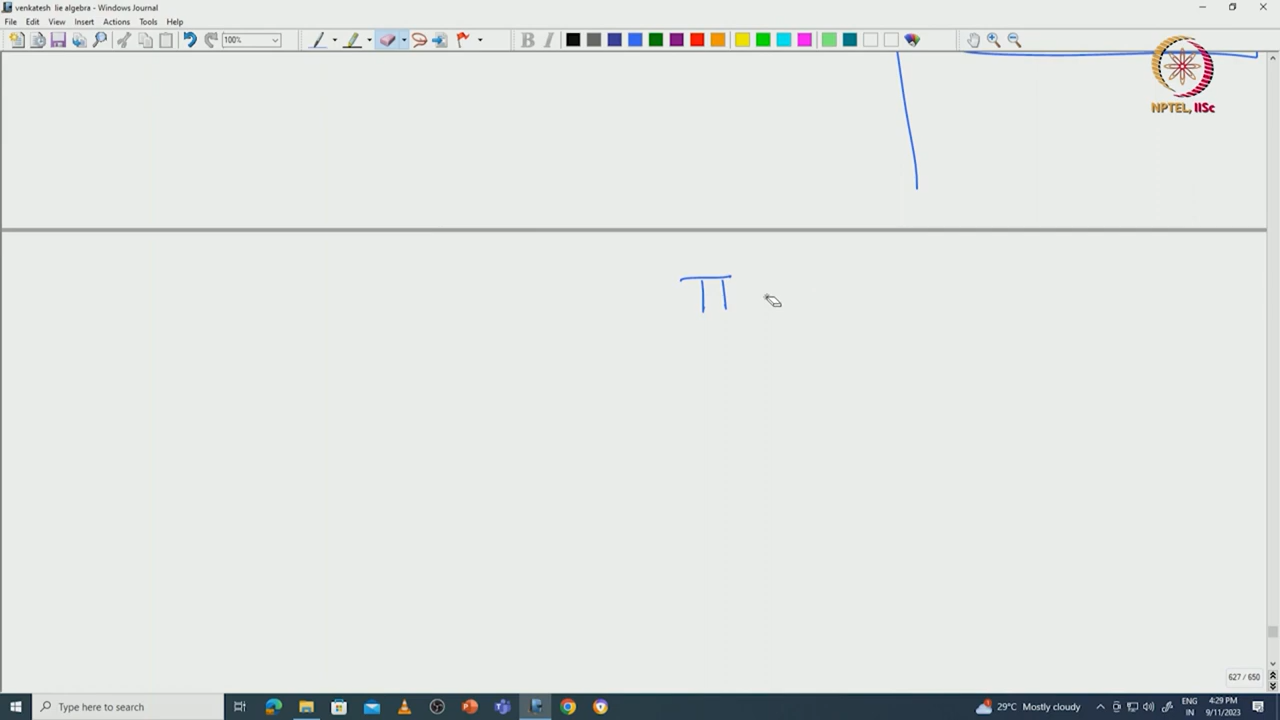 venkatesh lie algebra - Windows Journal
File Edit View Insert Actions Tools Help
100%
B I
NPTEL, IISc
π
627 / 650
Type here to search
29°C Mostly cloudy
ENG
IN
4:29 PM
9/11/2023